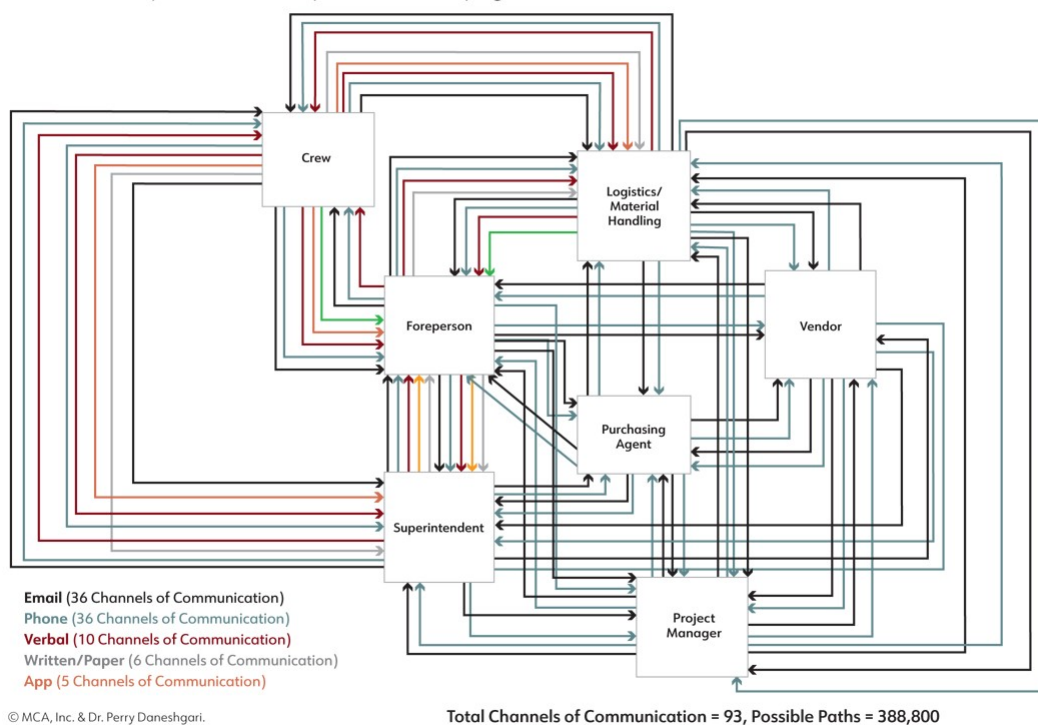 Crew
Logistics/
Material
Handling
Foreperson
Vendor
Purchasing
Agent
Superintendent
Project
Manager
Email (36 Channels of Communication)
Phone (36 Channels of Communication)
Verbal (10 Channels of Communication)
Written/Paper (6 Channels of Communication)
App (5 Channels of Communication)
© MCA, Inc. & Dr. Perry Daneshgari.
Total Channels of Communication = 93, Possible Paths = 388,800